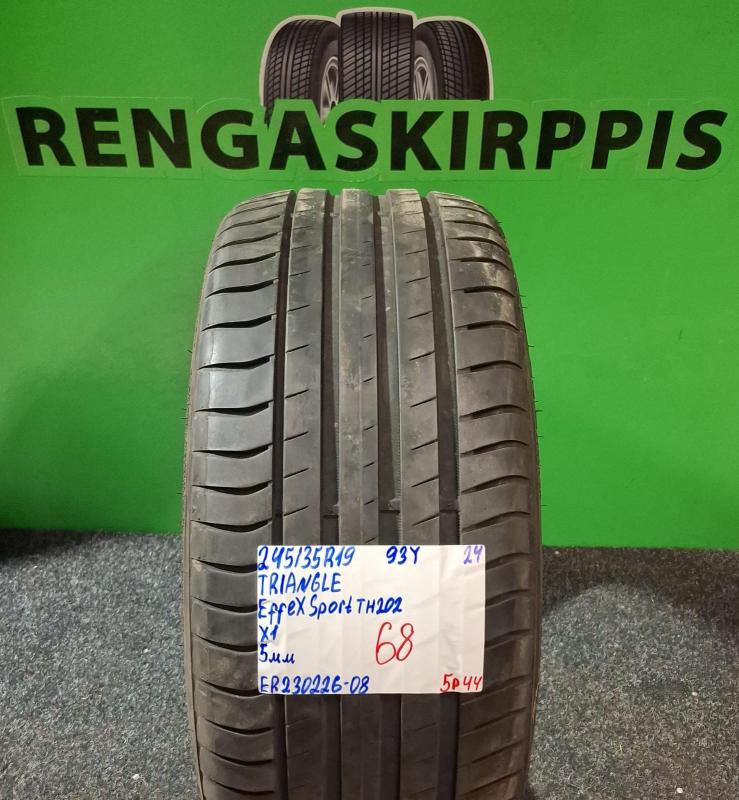 RENGASKIRPPIS
245/35R19 93Y 24
TRIANGLE
EffeX Sport TH202
X1
68
5мм
ER230226-08 5P44